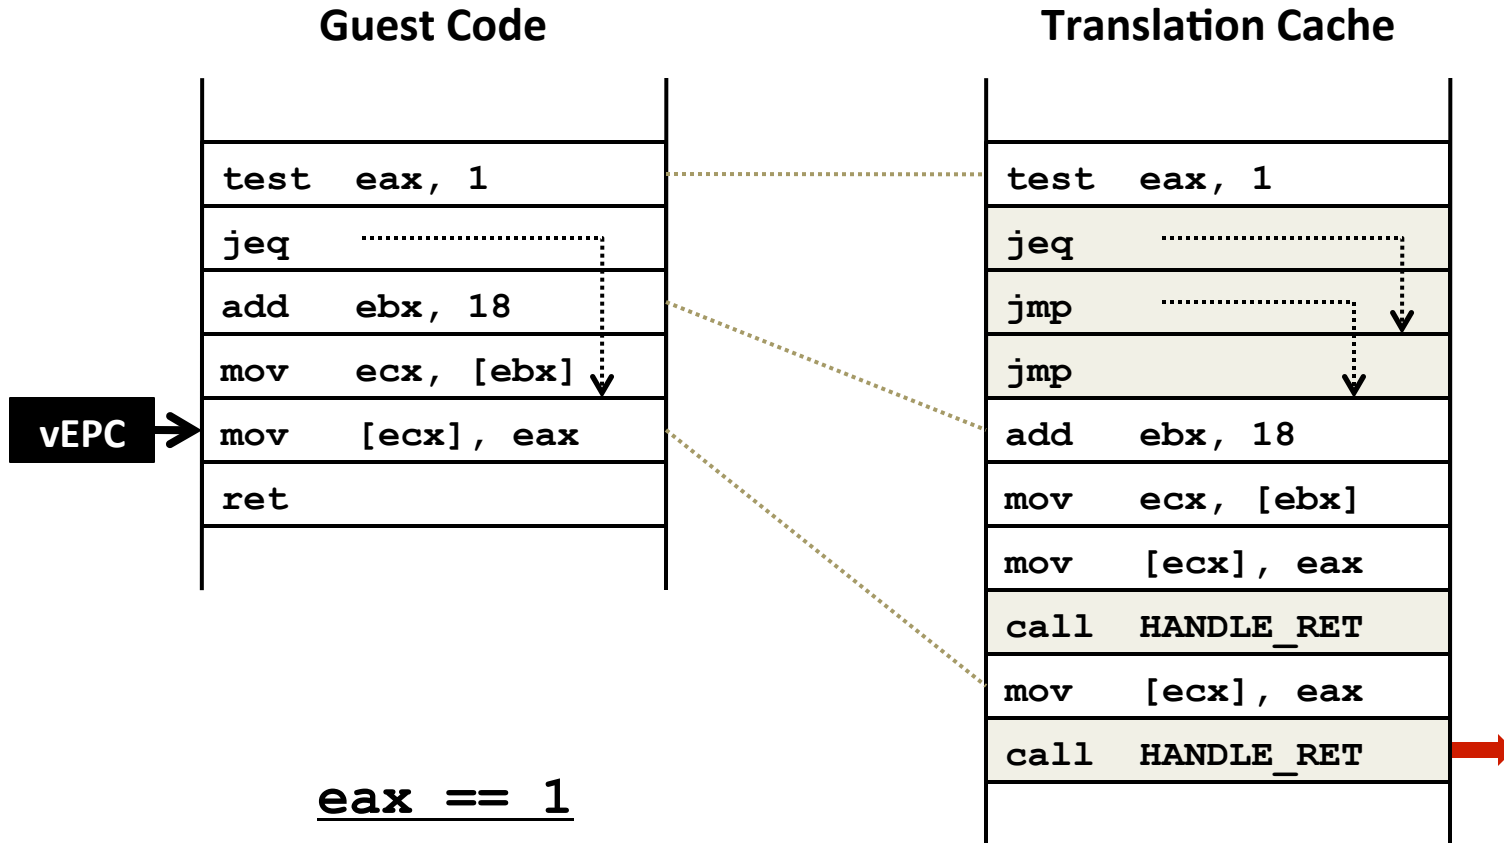 Guest Code
test eax, 1
jeq
add ebx, 18
mov ecx, [ebx]
vEPC
mov [ecx], eax
ret
eax == 1
Translation Cache
test eax, 1
jeq
jmp
jmp
add ebx, 18
mov ecx, [ebx]
mov [ecx], eax
call HANDLE_RET
mov [ecx], eax
call HANDLE_RET